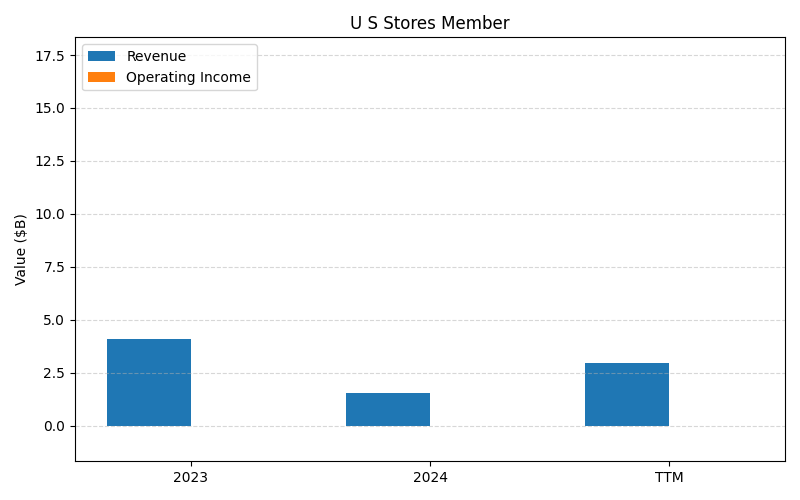 U S Stores Member
Revenue
Operating Income
Value ($B)
17.5
15.0
12.5
10.0
7.5
5.0
2.5
0.0
2023
2024
TTM